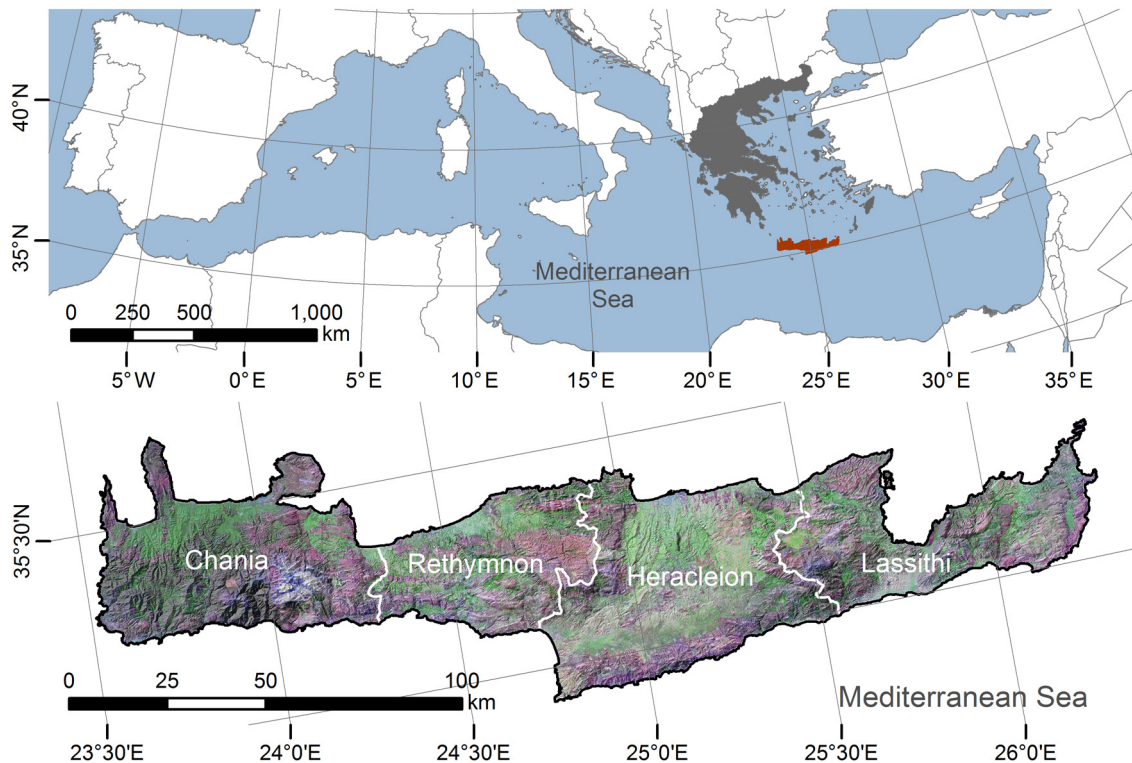 40°N
35°N
Mediterranean
Sea
0 250 500 1,000
km
5°W 0°E 5°E 10°E 15°E 20°E 25°E 30°E 35°E
35°30'N
Chania
Rethymnon
Heracleion
Lassithi
0 25 50 100
km
Mediterranean Sea
23°30'E 24°0'E 24°30'E 25°0'E 25°30'E 26°0'E